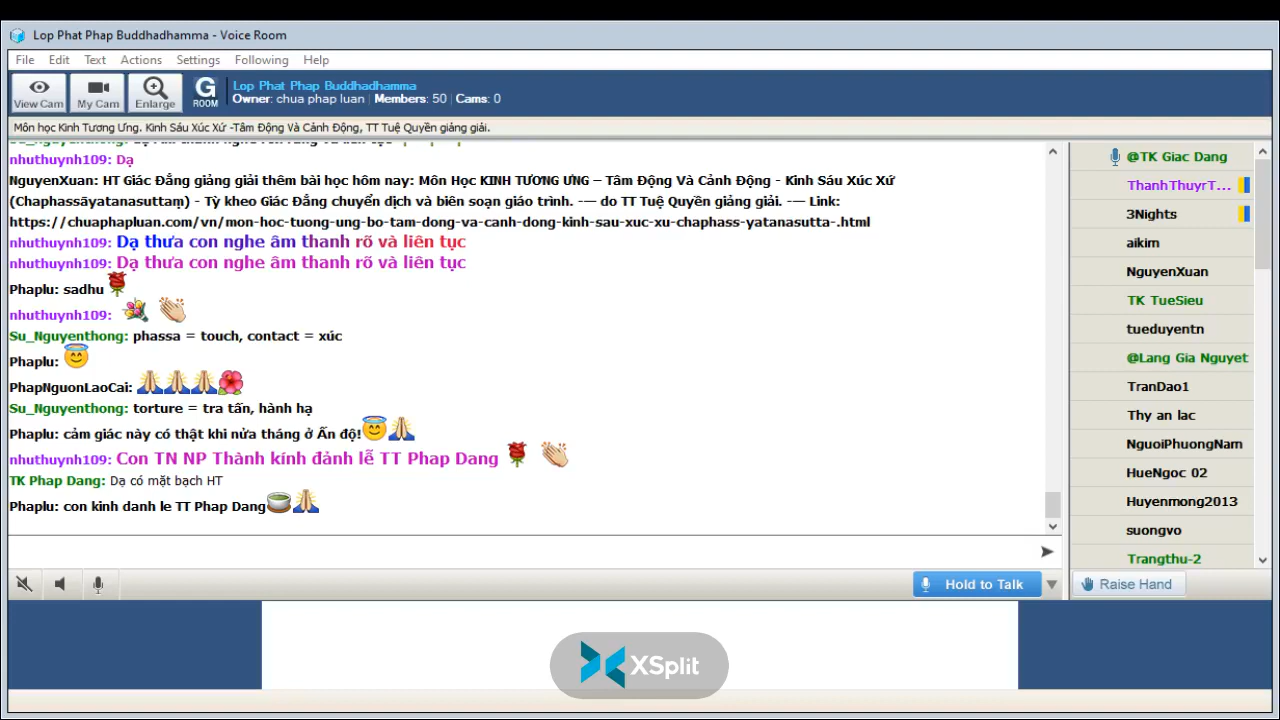 Lop Phat Phap Buddhadhamma - Voice Room
File Edit Text Actions Settings Following Help
View Cam
My Cam
Enlarge
G ROOM
Lop Phat Phap Buddhadhamma
Owner: chua phap luan | Members: 50 | Cams: 0
Môn học Kinh Tương Ưng. Kinh Sáu Xúc Xứ -Tâm Động Và Cảnh Động, TT Tuệ Quyền giảng giải.
nhuthuynh109: Dạ
NguyenXuan: HT Giác Đẳng giảng giải thêm bài học hôm nay: Môn Học KINH TƯƠNG ƯNG – Tâm Động Và Cảnh Động - Kinh Sáu Xúc Xứ
(Chaphassāyatanasuttaṃ) - Tỳ kheo Giác Đẳng chuyển dịch và biên soạn giáo trình. -–- do TT Tuệ Quyền giảng giải. -–- Link:
https://chuaphapluan.com/vn/mon-hoc-tuong-ung-bo-tam-dong-va-canh-dong-kinh-sau-xuc-xu-chaphass-yatanasutta-.html
nhuthuynh109: Dạ thưa con nghe âm thanh rõ và liên tục
nhuthuynh109: Dạ thưa con nghe âm thanh rõ và liên tục
Phaplu: sadhu
nhuthuynh109:
Su_Nguyenthong: phassa = touch, contact = xúc
Phaplu:
PhapNguonLaoCai:
Su_Nguyenthong: torture = tra tấn, hành hạ
Phaplu: cảm giác này có thật khi nửa tháng ở Ấn độ!
nhuthuynh109: Con TN NP Thành kính đảnh lễ TT Phap Dang
TK Phap Dang: Dạ có mặt bạch HT
Phaplu: con kinh danh le TT Phap Dang
Hold to Talk
@TK Giac Dang
ThanhThuyrT...
3Nights
aikim
NguyenXuan
TK TueSieu
tueduyentn
@Lang Gia Nguyet
TranDao1
Thy an lac
NguoiPhuongNam
HueNgoc 02
Huyenmong2013
suongvo
Trangthu-2
Raise Hand
XSplit